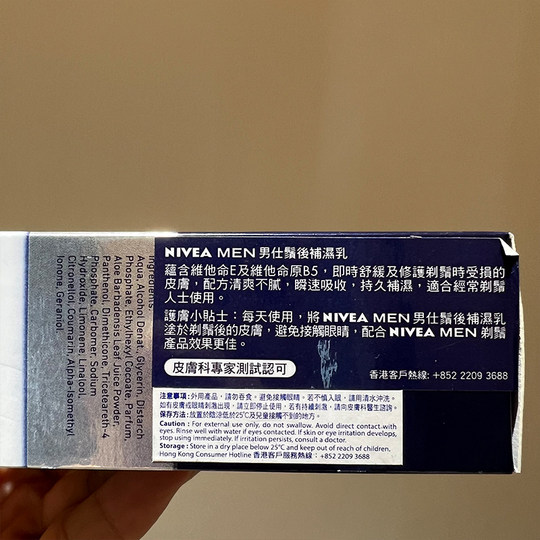 NIVEA MEN 男仕鬚後補濕乳
蘊含維他命E及維他命原B5，即時舒緩及修護剃鬚時受損的
皮膚，配方清爽不膩，瞬速吸收，持久補濕，適合經常剃鬚
人士使用。
護膚小貼士：每天使用，將 NIVEA MEN 男仕鬚後補濕乳
塗於剃鬚後的皮膚，避免接觸眼睛，配合 NIVEA MEN 剃鬚
產品效果更佳。
皮膚科專家測試認可
香港客戶熱線: +852 2209 3688
注意事項：外用產品，請勿吞食。避免接觸眼睛。若不慎入眼，請用清水沖洗。
如有皮膚或眼睛刺激出現，請立即停止使用，若有持續刺激，請向皮膚科醫生諮詢。
保存方法：放置於陰涼低於25℃及兒童接觸不到的地方。
Caution : For external use only, do not swallow. Avoid direct contact with
eyes. Rinse well with water if eyes contacted. If skin or eye irritation develops,
stop using immediately. If irritation persists, consult a doctor.
Storage : Store in a dry place below 25℃ and keep out of reach of children.
Hong Kong Consumer Hotline 香港客戶服務熱線：+852 2209 3688
Ingredients
Aqua, Alcohol Denat., Glycerin, Distarch
Phosphate, Ethylhexyl Cocoate, Parfum,
Aloe Barbadensis Leaf Juice Powder,
Panthenol, Dimethicone, Triceteareth-4
Phosphate, Carbomer, Sodium
Hydroxide, Limonene, Linalool,
Citronellol, Coumarin, Alpha-Isomethyl
Ionone, Geraniol